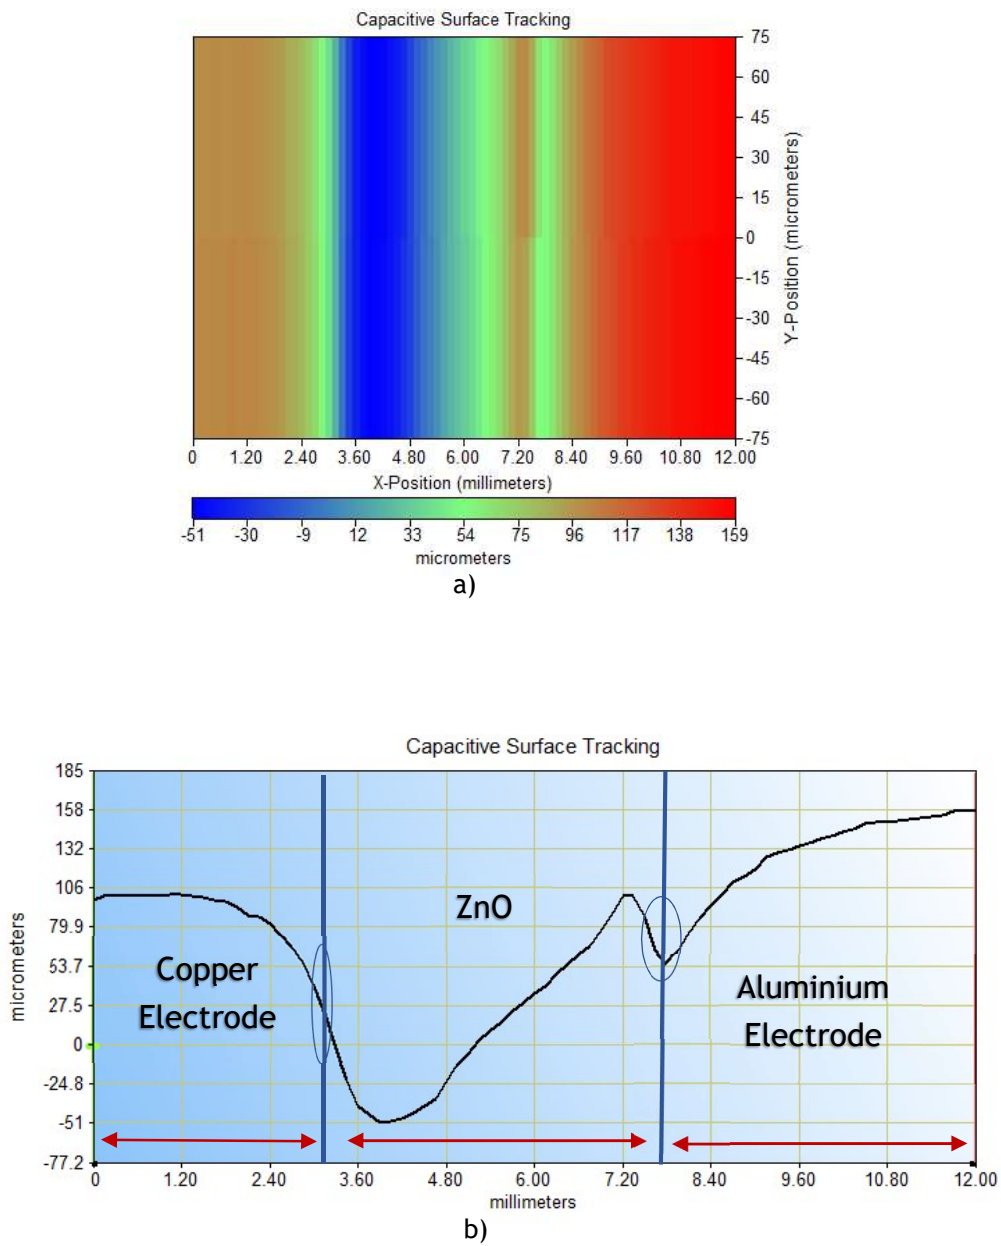 Capacitive Surface Tracking
75
60
45
30
15
0
-15
-30
-45
-60
-75
Y-Position (micrometers)
0 1.20 2.40 3.60 4.80 6.00 7.20 8.40 9.60 10.80 12.00
X-Position (millimeters)
-51 -30 -9 12 33 54 75 96 117 138 159
micrometers
a)
Capacitive Surface Tracking
185
158
132
106
79.9
53.7
27.5
0
-24.8
-51
-77.2
micrometers
ZnO
Copper
Electrode
Aluminium
Electrode
0 1.20 2.40 3.60 4.80 6.00 7.20 8.40 9.60 10.80 12.00
millimeters
b)